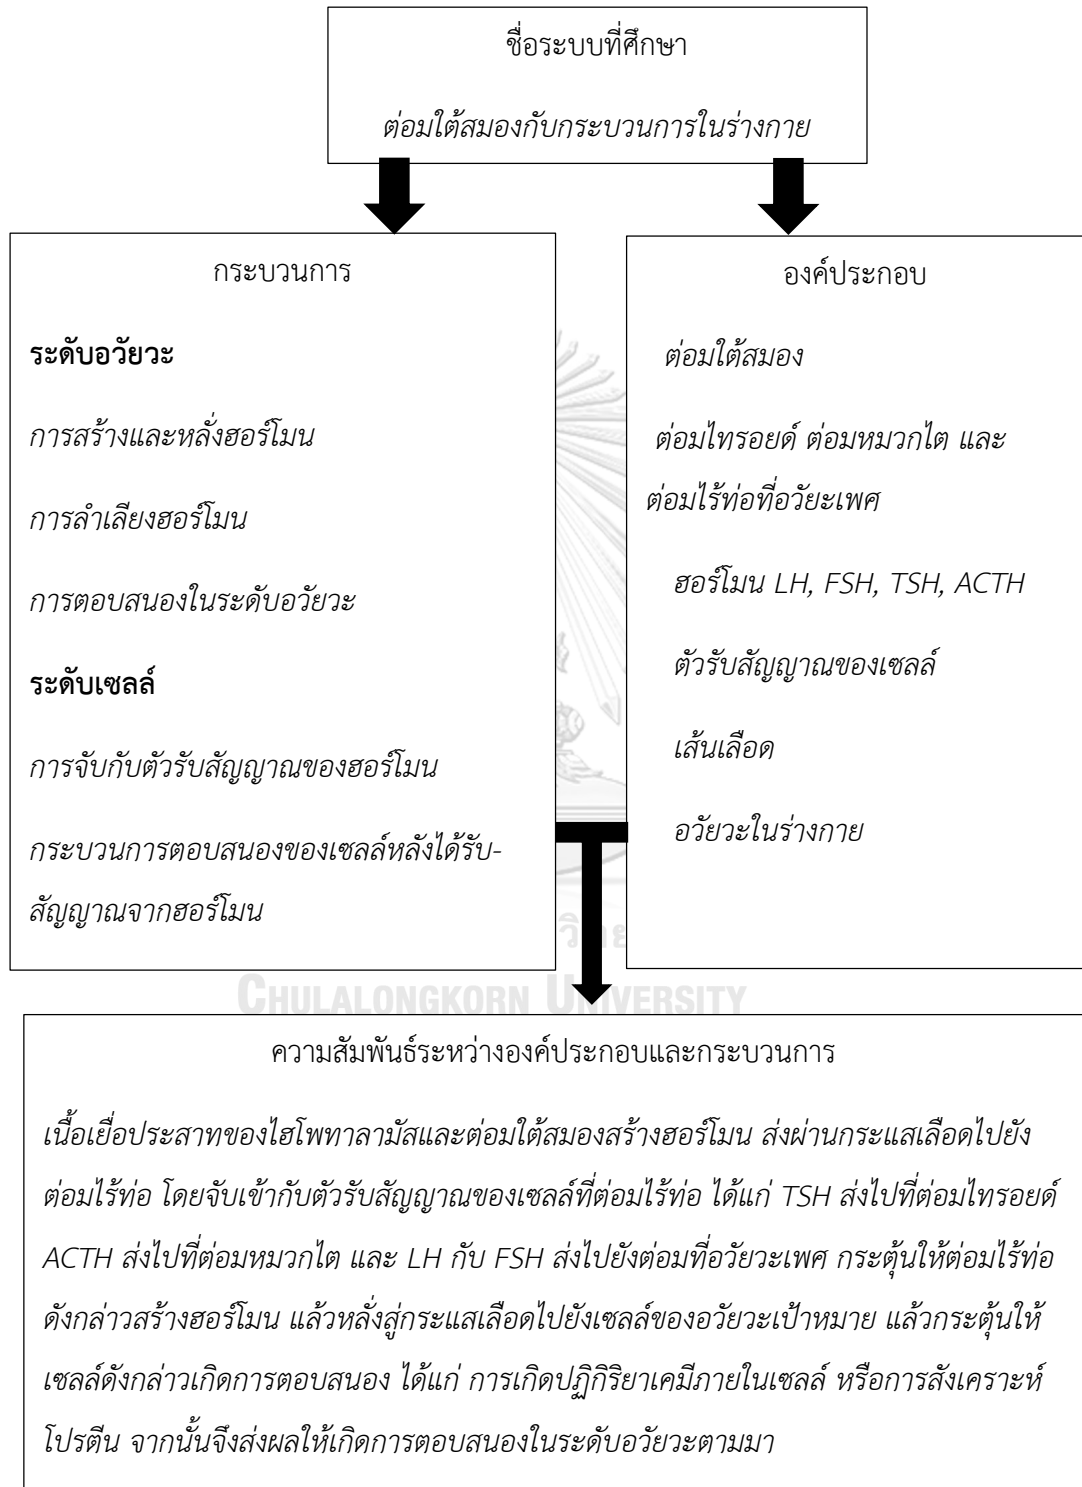 ชื่อระบบที่ศึกษา
ต่อมใต้สมองกับกระบวนการในร่างกาย
กระบวนการ
ระดับอวัยวะ
การสร้างและหลั่งฮอร์โมน
การลำเลียงฮอร์โมน
การตอบสนองในระดับอวัยวะ
ระดับเซลล์
การจับกับตัวรับสัญญาณของฮอร์โมน
กระบวนการตอบสนองของเซลล์หลังได้รับ-
สัญญาณจากฮอร์โมน
องค์ประกอบ
ต่อมใต้สมอง
ต่อมไทรอยด์ ต่อมหมวกไต และ
ต่อมไร้ท่อที่อวัยะเพศ
ฮอร์โมน LH, FSH, TSH, ACTH
ตัวรับสัญญาณของเซลล์
เส้นเลือด
อวัยวะในร่างกาย
CHULALONGKORN UNIVERSITY
ความสัมพันธ์ระหว่างองค์ประกอบและกระบวนการ
เนื้อเยื่อประสาทของไฮโพทาลามัสและต่อมใต้สมองสร้างฮอร์โมน ส่งผ่านกระแสเลือดไปยัง
ต่อมไร้ท่อ โดยจับเข้ากับตัวรับสัญญาณของเซลล์ที่ต่อมไร้ท่อ ได้แก่ TSH ส่งไปที่ต่อมไทรอยด์
ACTH ส่งไปที่ต่อมหมวกไต และ LH กับ FSH ส่งไปยังต่อมที่อวัยวะเพศ กระตุ้นให้ต่อมไร้ท่อ
ดังกล่าวสร้างฮอร์โมน แล้วหลั่งสู่กระแสเลือดไปยังเซลล์ของอวัยวะเป้าหมาย แล้วกระตุ้นให้
เซลล์ดังกล่าวเกิดการตอบสนอง ได้แก่ การเกิดปฏิกิริยาเคมีภายในเซลล์ หรือการสังเคราะห์
โปรตีน จากนั้นจึงส่งผลให้เกิดการตอบสนองในระดับอวัยวะตามมา